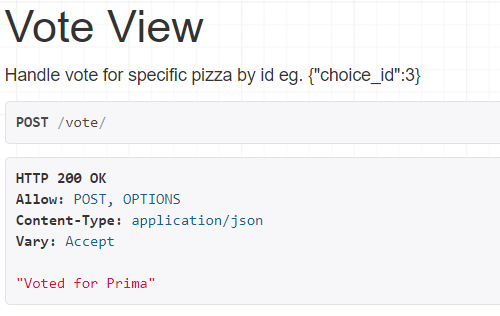 Vote View
Handle vote for specific pizza by id eg. {"choice_id":3}
POST /vote/
HTTP 200 OK
Allow: POST, OPTIONS
Content-Type: application/json
Vary: Accept
"Voted for Prima"